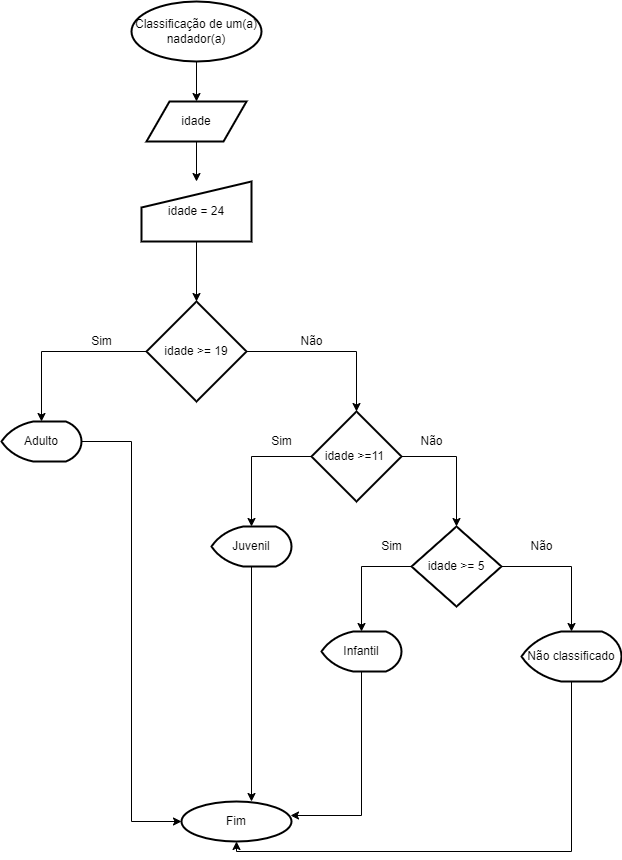 Classificação de um(a)
nadador(a)
idade
idade = 24
idade >= 19
Sim
Não
Adulto
idade >=11
Sim
Não
Juvenil
idade >= 5
Sim
Não
Infantil
Não classificado
Fim